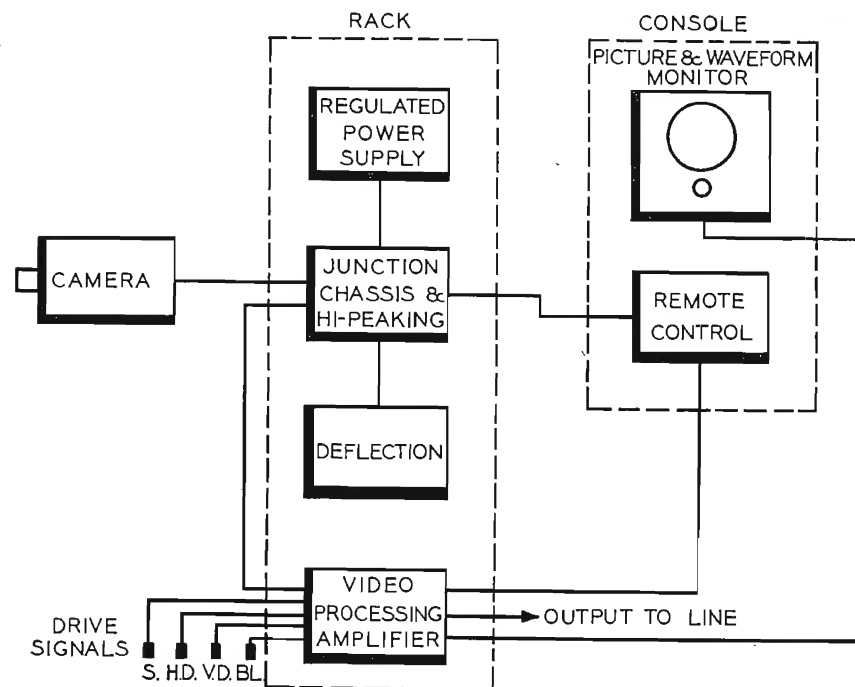 RACK
CONSOLE
PICTURE & WAVEFORM
MONITOR
REGULATED
POWER
SUPPLY
CAMERA
JUNCTION
CHASSIS &
HI-PEAKING
REMOTE
CONTROL
DEFLECTION
VIDEO
PROCESSING
AMPLIFIER
OUTPUT TO LINE
DRIVE
SIGNALS
S. H.D. V.D. BL.